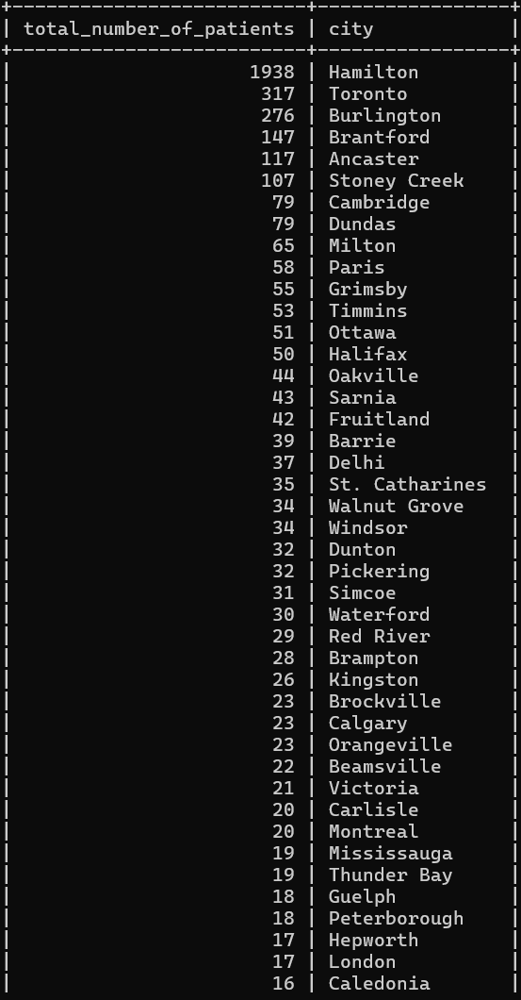 +--------------------------+------------------+
| total_number_of_patients | city             |
+--------------------------+------------------+
|                     1938 | Hamilton         |
|                      317 | Toronto          |
|                      276 | Burlington       |
|                      147 | Brantford        |
|                      117 | Ancaster         |
|                      107 | Stoney Creek     |
|                       79 | Cambridge        |
|                       79 | Dundas           |
|                       65 | Milton           |
|                       58 | Paris            |
|                       55 | Grimsby          |
|                       53 | Timmins          |
|                       51 | Ottawa           |
|                       50 | Halifax          |
|                       44 | Oakville         |
|                       43 | Sarnia           |
|                       42 | Fruitland        |
|                       39 | Barrie           |
|                       37 | Delhi            |
|                       35 | St. Catharines   |
|                       34 | Walnut Grove     |
|                       34 | Windsor          |
|                       32 | Dunton           |
|                       32 | Pickering        |
|                       31 | Simcoe           |
|                       30 | Waterford        |
|                       29 | Red River        |
|                       28 | Brampton         |
|                       26 | Kingston         |
|                       23 | Brockville       |
|                       23 | Calgary          |
|                       23 | Orangeville      |
|                       22 | Beamsville       |
|                       21 | Victoria         |
|                       20 | Carlisle         |
|                       20 | Montreal         |
|                       19 | Mississauga      |
|                       19 | Thunder Bay      |
|                       18 | Guelph           |
|                       18 | Peterborough     |
|                       17 | Hepworth         |
|                       17 | London           |
|                       16 | Caledonia        |